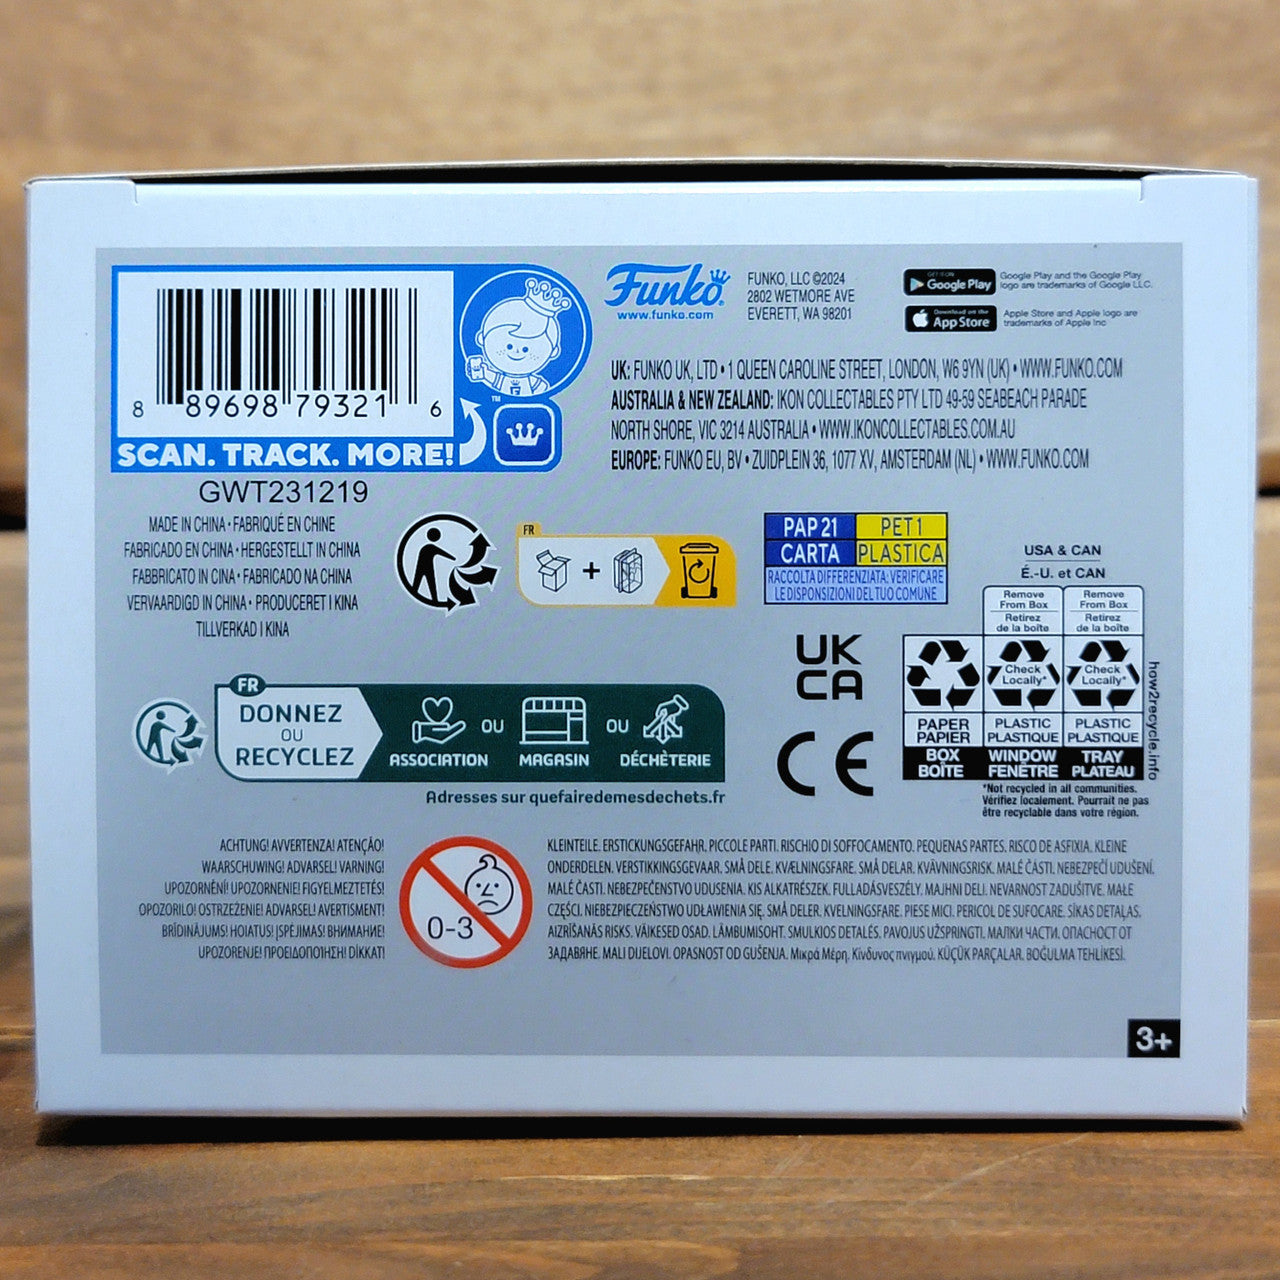 8 89698 79321 6
SCAN. TRACK. MORE!
™
GWT231219
MADE IN CHINA • FABRIQUÉ EN CHINE
FABRICADO EN CHINA • HERGESTELLT IN CHINA
FABBRICATO IN CINA • FABRICADO NA CHINA
VERVAARDIGD IN CHINA • PRODUCERET I KINA
TILLVERKAD I KINA
Funko
www.funko.com
FUNKO, LLC ©2024
2802 WETMORE AVE
EVERETT, WA 98201
GET IT ON
Google Play
Google Play and the Google Play
logo are trademarks of Google LLC.
Download on the
App Store
Apple Store and Apple logo are
trademarks of Apple Inc
UK: FUNKO UK, LTD • 1 QUEEN CAROLINE STREET, LONDON, W6 9YN (UK) • WWW.FUNKO.COM
AUSTRALIA & NEW ZEALAND: IKON COLLECTABLES PTY LTD 49-59 SEABEACH PARADE
NORTH SHORE, VIC 3214 AUSTRALIA • WWW.IKONCOLLECTABLES.COM.AU
EUROPE: FUNKO EU, BV • ZUIDPLEIN 36, 1077 XV, AMSTERDAM (NL) • WWW.FUNKO.COM
FR
+
PAP 21 PET1
CARTA PLASTICA
RACCOLTA DIFFERENZIATA: VERIFICARE
LE DISPOSIZIONI DEL TUO COMUNE
UK
CA
CE
USA & CAN
É.-U. et CAN
Remove
From Box
Retirez
de la boîte
Remove
From Box
Retirez
de la boîte
Check
Locally*
Check
Locally*
PAPER
PAPIER
PLASTIC
PLASTIQUE
PLASTIC
PLASTIQUE
BOX
BOÎTE
WINDOW
FENÊTRE
TRAY
PLATEAU
how2recycle.info
*Not recycled in all communities.
Vérifiez localement. Pourrait ne pas
être recyclable dans votre région.
FR
DONNEZ
OU
RECYCLEZ
ASSOCIATION
OU
MAGASIN
OU
DÉCHÈTERIE
Adresses sur quefairedemesdechets.fr
ACHTUNG! AVVERTENZA! ATENÇÃO!
WAARSCHUWING! ADVARSEL! VARNING!
UPOZORNĚNÍ! UPOZORNENIE! FIGYELMEZTETÉS!
OPOZORILO! OSTRZEŻENIE! ADVARSEL! AVERTISMENT!
BRĪDINĀJUMS! HOIATUS! ĮSPĖJIMAS! ВНИМАНИЕ!
UPOZORENJE! ΠΡΟΕΙΔΟΠΟΙΗΣΗ! DİKKAT!
0-3
KLEINTEILE. ERSTICKUNGSGEFAHR. PICCOLE PARTI. RISCHIO DI SOFFOCAMENTO. PEQUENAS PARTES. RISCO DE ASFIXIA. KLEINE
ONDERDELEN. VERSTIKKINGSGEVAAR. SMÅ DELE. KVÆLNINGSFARE. SMÅ DELAR. KVÄVNINGSRISK. MALÉ ČÁSTI. NEBEZPEČÍ UDUŠENÍ.
MALÉ ČASTI. NEBEZPEČENSTVO UDUSENIA. KIS ALKATRÉSZEK. FULLADÁSVESZÉLY. MAJHNI DELI. NEVARNOST ZADUŠITVE. MAŁE
CZĘŚCI. NIEBEZPIECZEŃSTWO UDŁAWIENIA SIĘ. SMÅ DELER. KVELNINGSFARE. PIESE MICI. PERICOL DE SUFOCARE. SĪKAS DETAĻAS.
AIZRĪŠANĀS RISKS. VÄIKESED OSAD. LÄMBUMISOHT. SMULKIOS DETALĖS. PAVOJUS UŽSPRINGTI. МАЛКИ ЧАСТИ. ОПАСНОСТ ОТ
ЗАДАВЯНЕ. MALI DIJELOVI. OPASNOST OD GUŠENJA. Μικρά Μέρη. Κίνδυνος πνιγμού. KÜÇÜK PARÇALAR. BOĞULMA TEHLİKESİ.
3+